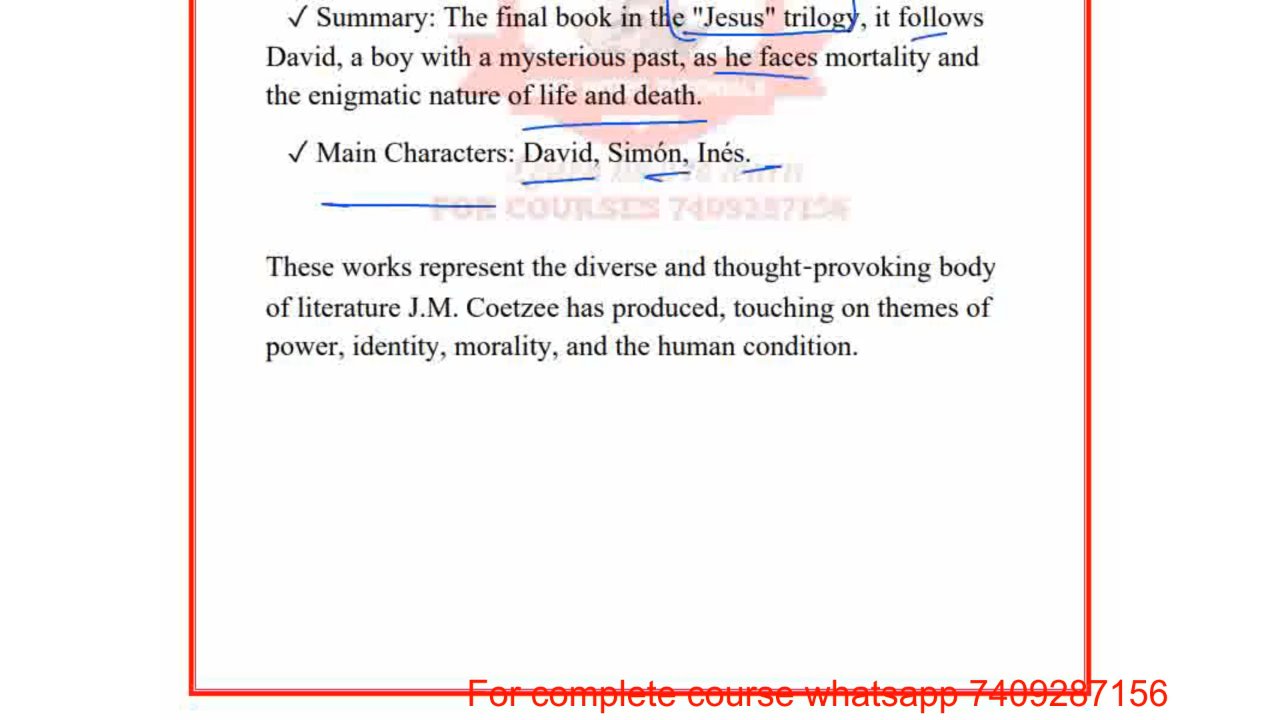 ✓ Summary: The final book in the "Jesus" trilogy, it follows
David, a boy with a mysterious past, as he faces mortality and
the enigmatic nature of life and death.
✓ Main Characters: David, Simón, Inés.
FOR COURSES 7409287156
These works represent the diverse and thought-provoking body
of literature J.M. Coetzee has produced, touching on themes of
power, identity, morality, and the human condition.
For complete course whatsapp 7409287156